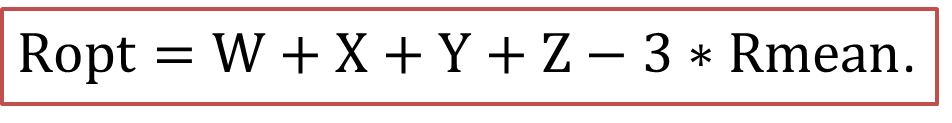 Ropt = W + X + Y + Z − 3 ∗ Rmean.